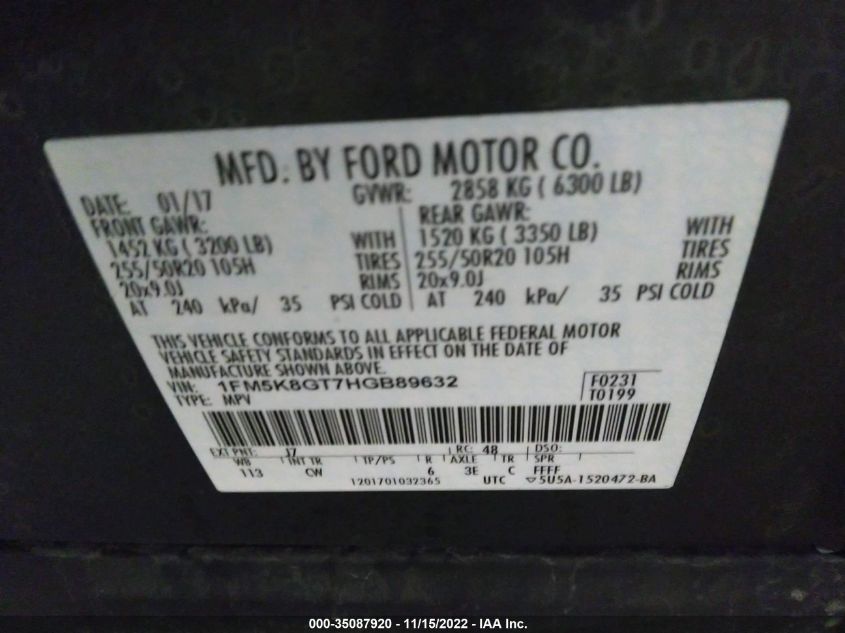 MFD. BY FORD MOTOR CO.
DATE: 01/17 GVWR: 2858 KG ( 6300 LB)
FRONT GAWR: REAR GAWR:
1452 KG ( 3200 LB) WITH 1520 KG ( 3350 LB) WITH
255/50R20 105H TIRES 255/50R20 105H TIRES
20x9.0J RIMS 20x9.0J RIMS
AT 240 kPa/ 35 PSI COLD AT 240 kPa/ 35 PSI COLD
THIS VEHICLE CONFORMS TO ALL APPLICABLE FEDERAL MOTOR
VEHICLE SAFETY STANDARDS IN EFFECT ON THE DATE OF
MANUFACTURE SHOWN ABOVE.
VIN: 1FM5K8GT7HGB89632 F0231
TYPE: MPV T0199
EXT PNT: J7 RC: 48 DSO:
WB INT TR TP/PS R AXLE TR SPR
113 CW 6 3E C FFFF
1201701032365 UTC ▽5U5A-1520472-BA
000-35087920 - 11/15/2022 - IAA Inc.